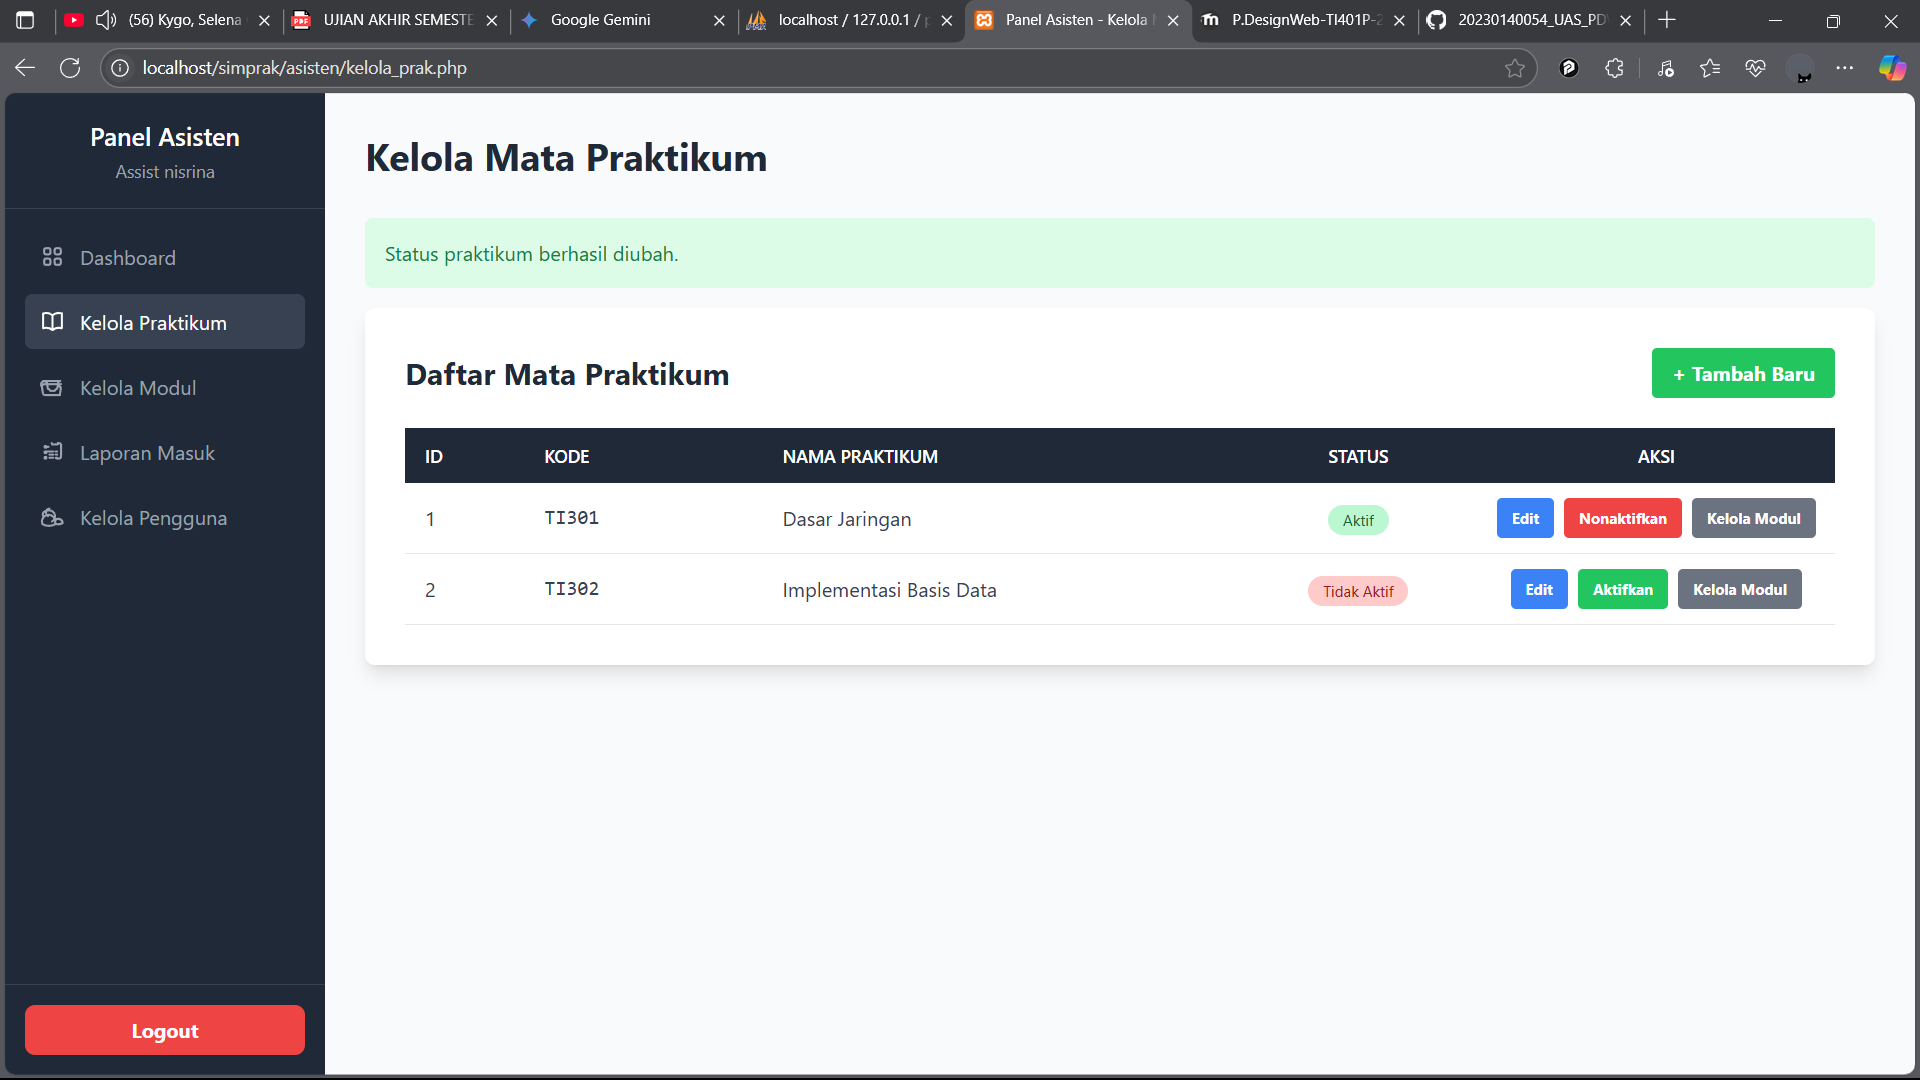 (56) Kygo, Selena
UJIAN AKHIR SEMESTE
Google Gemini
localhost / 127.0.0.1 / p
Panel Asisten - Kelola M
P.DesignWeb-TI401P-2
20230140054_UAS_PD
localhost/simprak/asisten/kelola_prak.php
Panel Asisten
Assist nisrina
Dashboard
Kelola Praktikum
Kelola Modul
Laporan Masuk
Kelola Pengguna
Logout
Kelola Mata Praktikum
Status praktikum berhasil diubah.
Daftar Mata Praktikum
+ Tambah Baru
ID KODE NAMA PRAKTIKUM STATUS AKSI
1 TI301 Dasar Jaringan Aktif Edit Nonaktifkan Kelola Modul
2 TI302 Implementasi Basis Data Tidak Aktif Edit Aktifkan Kelola Modul